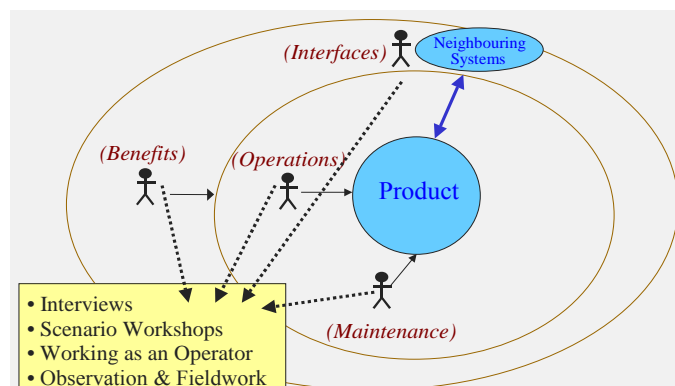 (Interfaces)
Neighbouring
Systems
(Benefits)
(Operations)
Product
(Maintenance)
• Interviews
• Scenario Workshops
• Working as an Operator
• Observation & Fieldwork